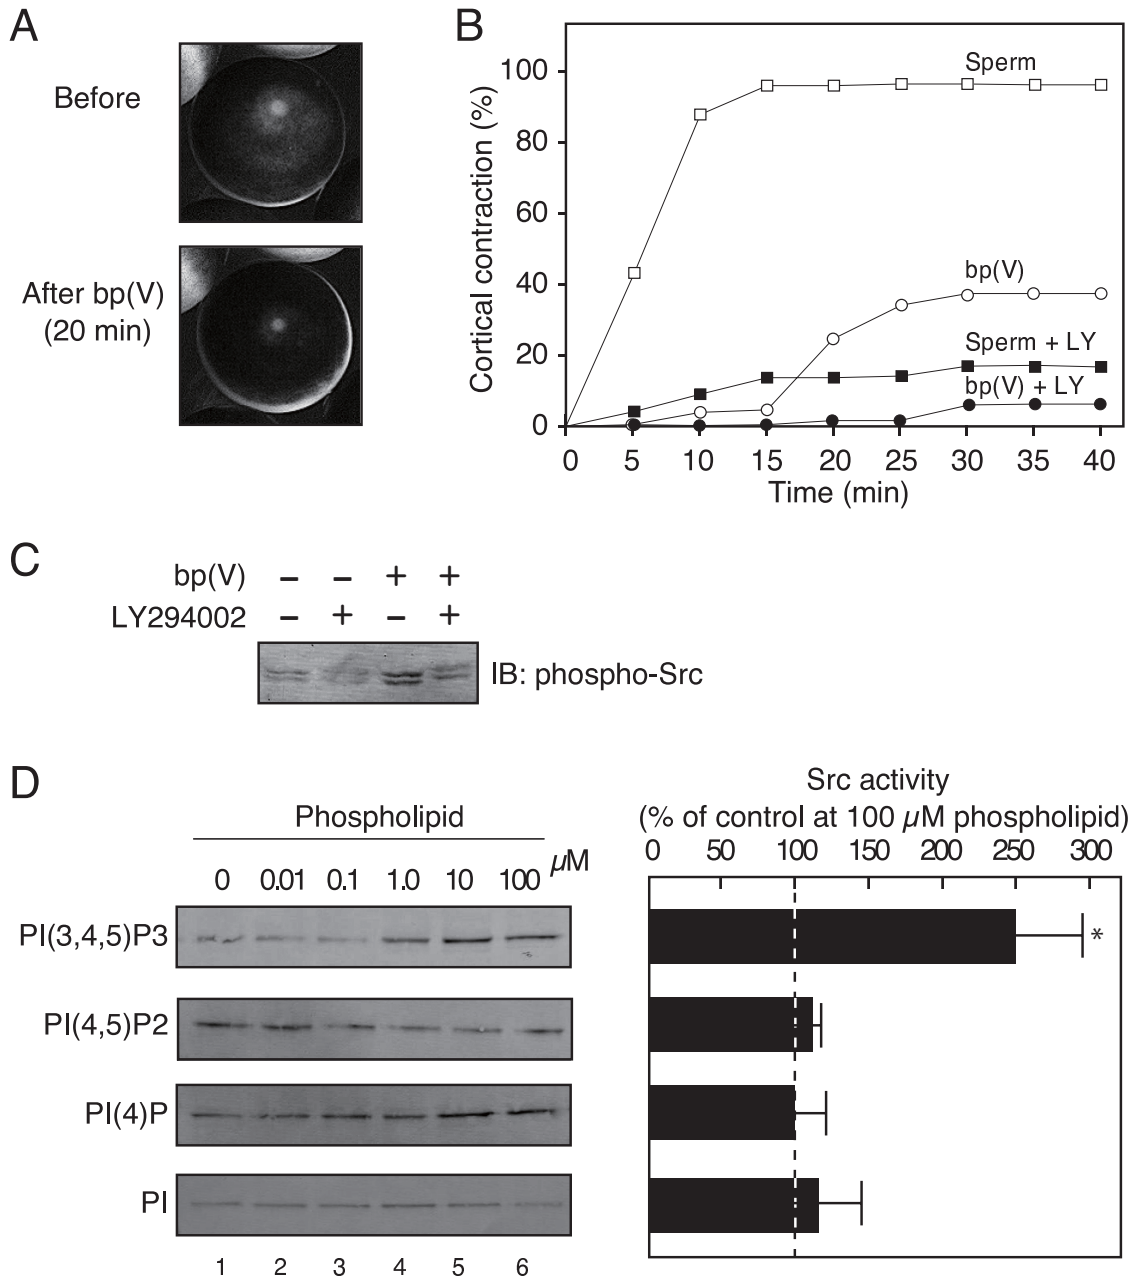 A
Before
After bp(V)
(20 min)
B
Cortical contraction (%)
100
80
60
40
20
0
Sperm
bp(V)
Sperm + LY
bp(V) + LY
0 5 10 15 20 25 30 35 40
Time (min)
C
bp(V) – – + +
LY294002 – + – +
IB: phospho-Src
D
Phospholipid
0 0.01 0.1 1.0 10 100 µM
PI(3,4,5)P3
PI(4,5)P2
PI(4)P
PI
1 2 3 4 5 6
Src activity
(% of control at 100 µM phospholipid)
0 50 100 150 200 250 300
*